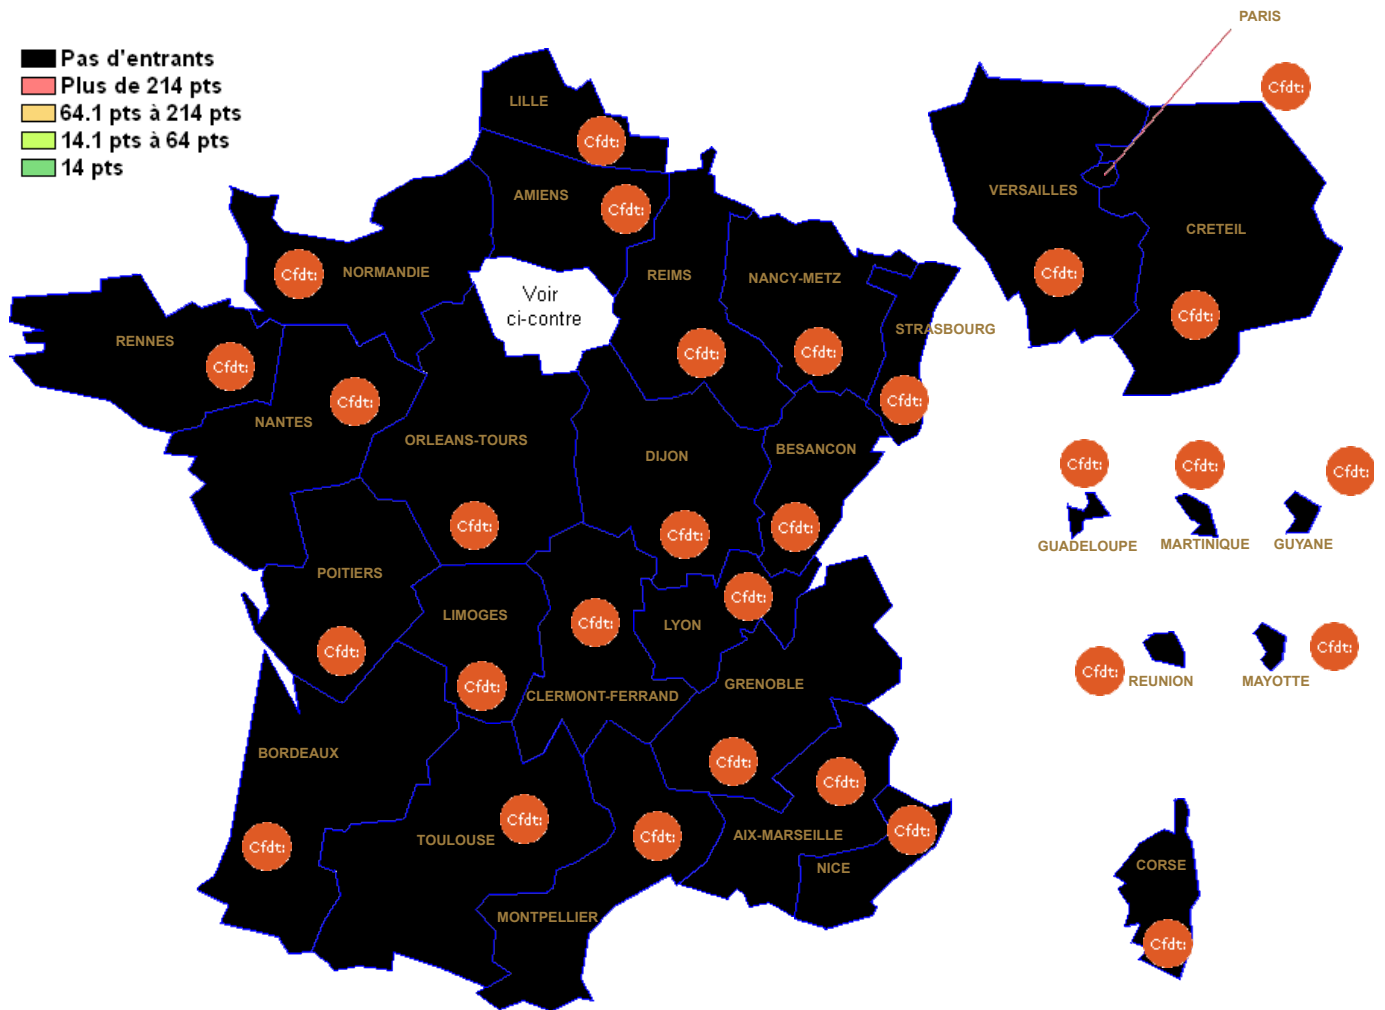 PARIS
Pas d'entrants
Plus de 214 pts
64.1 pts à 214 pts
14.1 pts à 64 pts
14 pts
Cfdt:
LILLE
Cfdt:
AMIENS
Cfdt:
VERSAILLES
CRETEIL
Cfdt:
Cfdt:
NORMANDIE
Cfdt:
REIMS
NANCY-METZ
Voir
ci-contre
STRASBOURG
RENNES
Cfdt:
Cfdt:
Cfdt:
Cfdt:
Cfdt:
NANTES
ORLEANS-TOURS
DIJON
BESANCON
Cfdt:
Cfdt:
Cfdt:
Cfdt:
Cfdt:
Cfdt:
Cfdt:
GUADELOUPE
MARTINIQUE
GUYANE
POITIERS
LIMOGES
Cfdt:
LYON
Cfdt:
Cfdt:
Cfdt:
CLERMONT-FERRAND
GRENOBLE
Cfdt:
REUNION
MAYOTTE
Cfdt:
BORDEAUX
Cfdt:
Cfdt:
Cfdt:
TOULOUSE
Cfdt:
Cfdt:
AIX-MARSEILLE
Cfdt:
NICE
CORSE
MONTPELLIER
Cfdt: